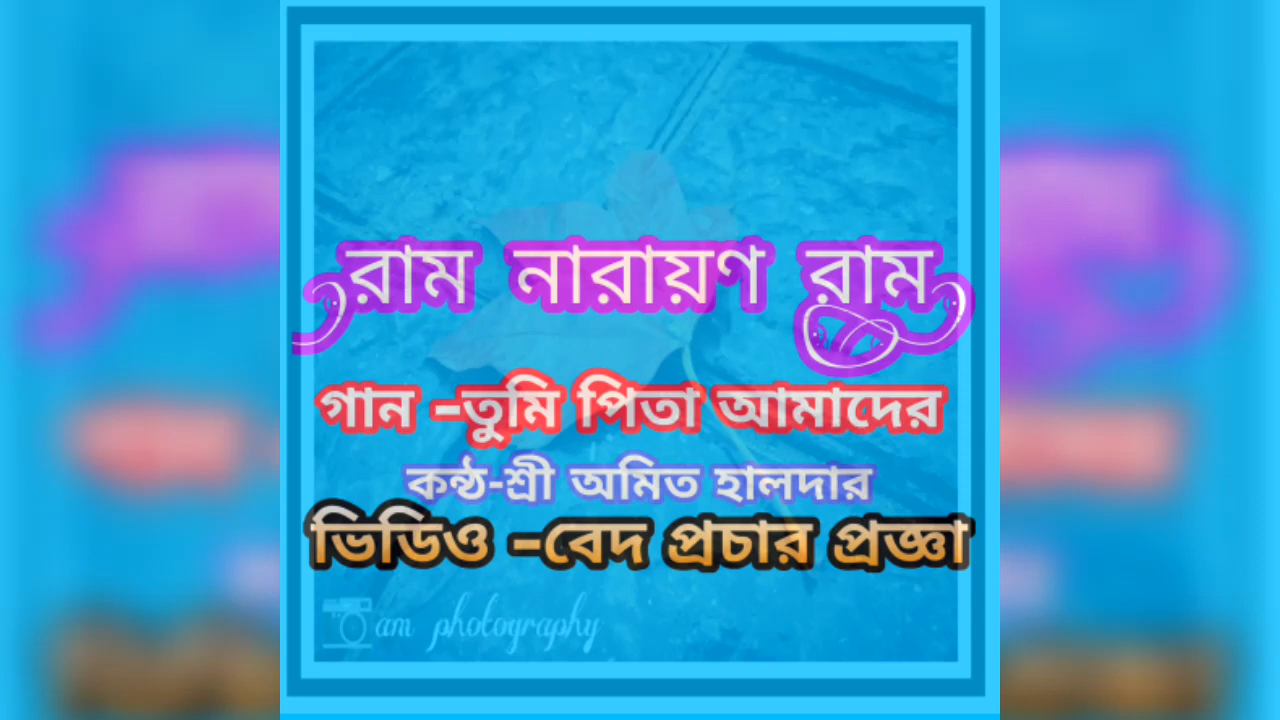 রাম নারায়ণ রাম
গান -তুমি পিতা আমাদের
কন্ঠ-শ্রী অমিত হালদার
ভিডিও -বেদ প্রচার প্রজ্ঞা
am photography